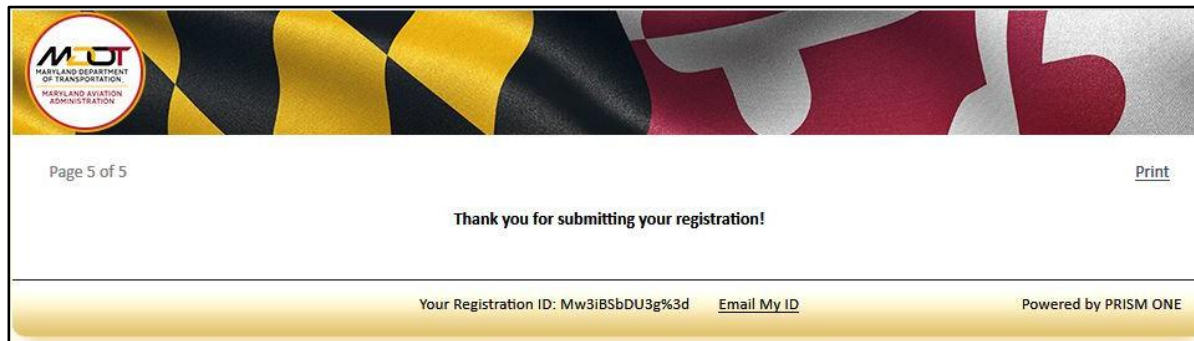 MDOT
MARYLAND DEPARTMENT
OF TRANSPORTATION
MARYLAND AVIATION
ADMINISTRATION
Page 5 of 5
Print
Thank you for submitting your registration!
Your Registration ID: Mw3iBSbDU3g%3d
Email My ID
Powered by PRISM ONE